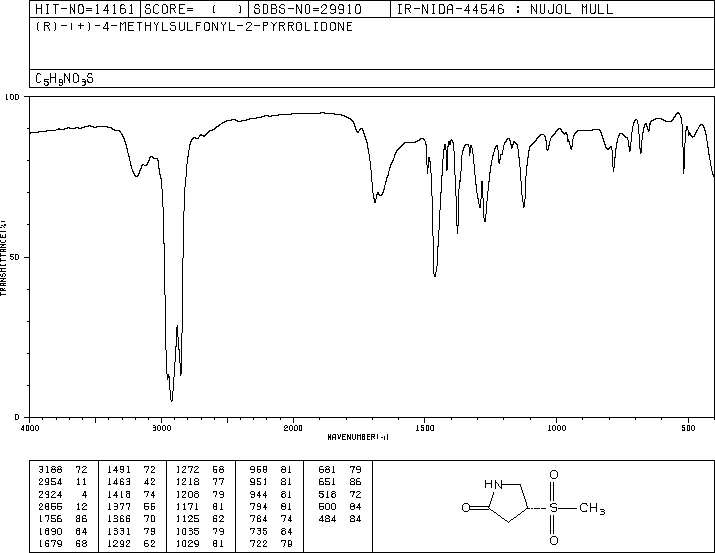 HIT-NO=14161 SCORE= ( ) SDBS-NO=29910 IR-NIDA-44546 : NUJOL MULL
(R)-(+)-4-METHYLSULFONYL-2-PYRROLIDONE
C5H9NO3S
100
50
0
TRANSMITTANCE(%)
4000 3000 2000 1500 1000 500
WAVENUMBER(-1)
3188 72 1491 72 1272 58 968 81 681 79
2954 11 1463 42 1218 77 951 81 651 86
2924 4 1418 74 1208 79 944 81 518 72
2855 12 1377 55 1171 81 794 81 500 84
1756 86 1366 70 1125 62 784 74 484 84
1690 64 1331 79 1035 79 735 84
1679 68 1292 62 1029 81 722 79
HN
O
O
S
O
CH3